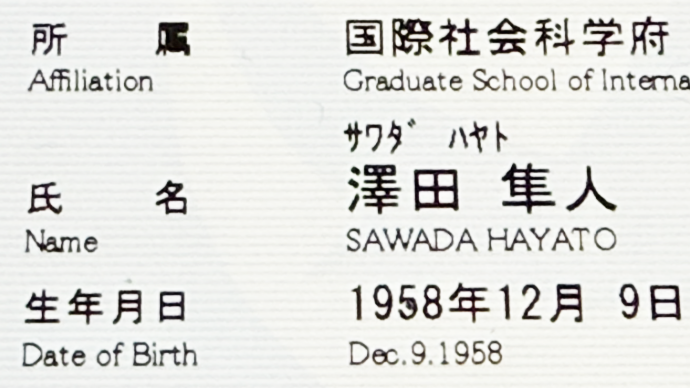 所 属 国際社会科学府
Affiliation Graduate School of Interna
サワダ ハヤト
氏 名 澤田 隼人
Name SAWADA HAYATO
生年月日 1958年12月 9日
Date of Birth Dec.9.1958